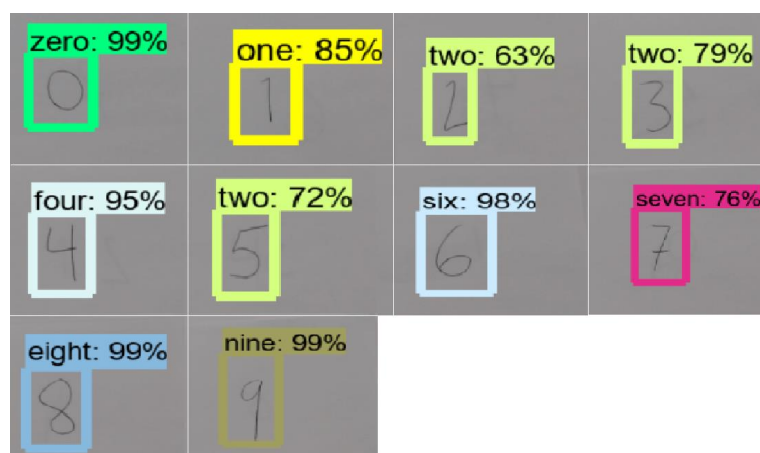 zero: 99% one: 85% two: 63% two: 79%
0 1 2 3
four: 95% two: 72% six: 98% seven: 76%
4 5 6 7
eight: 99% nine: 99%
8 9